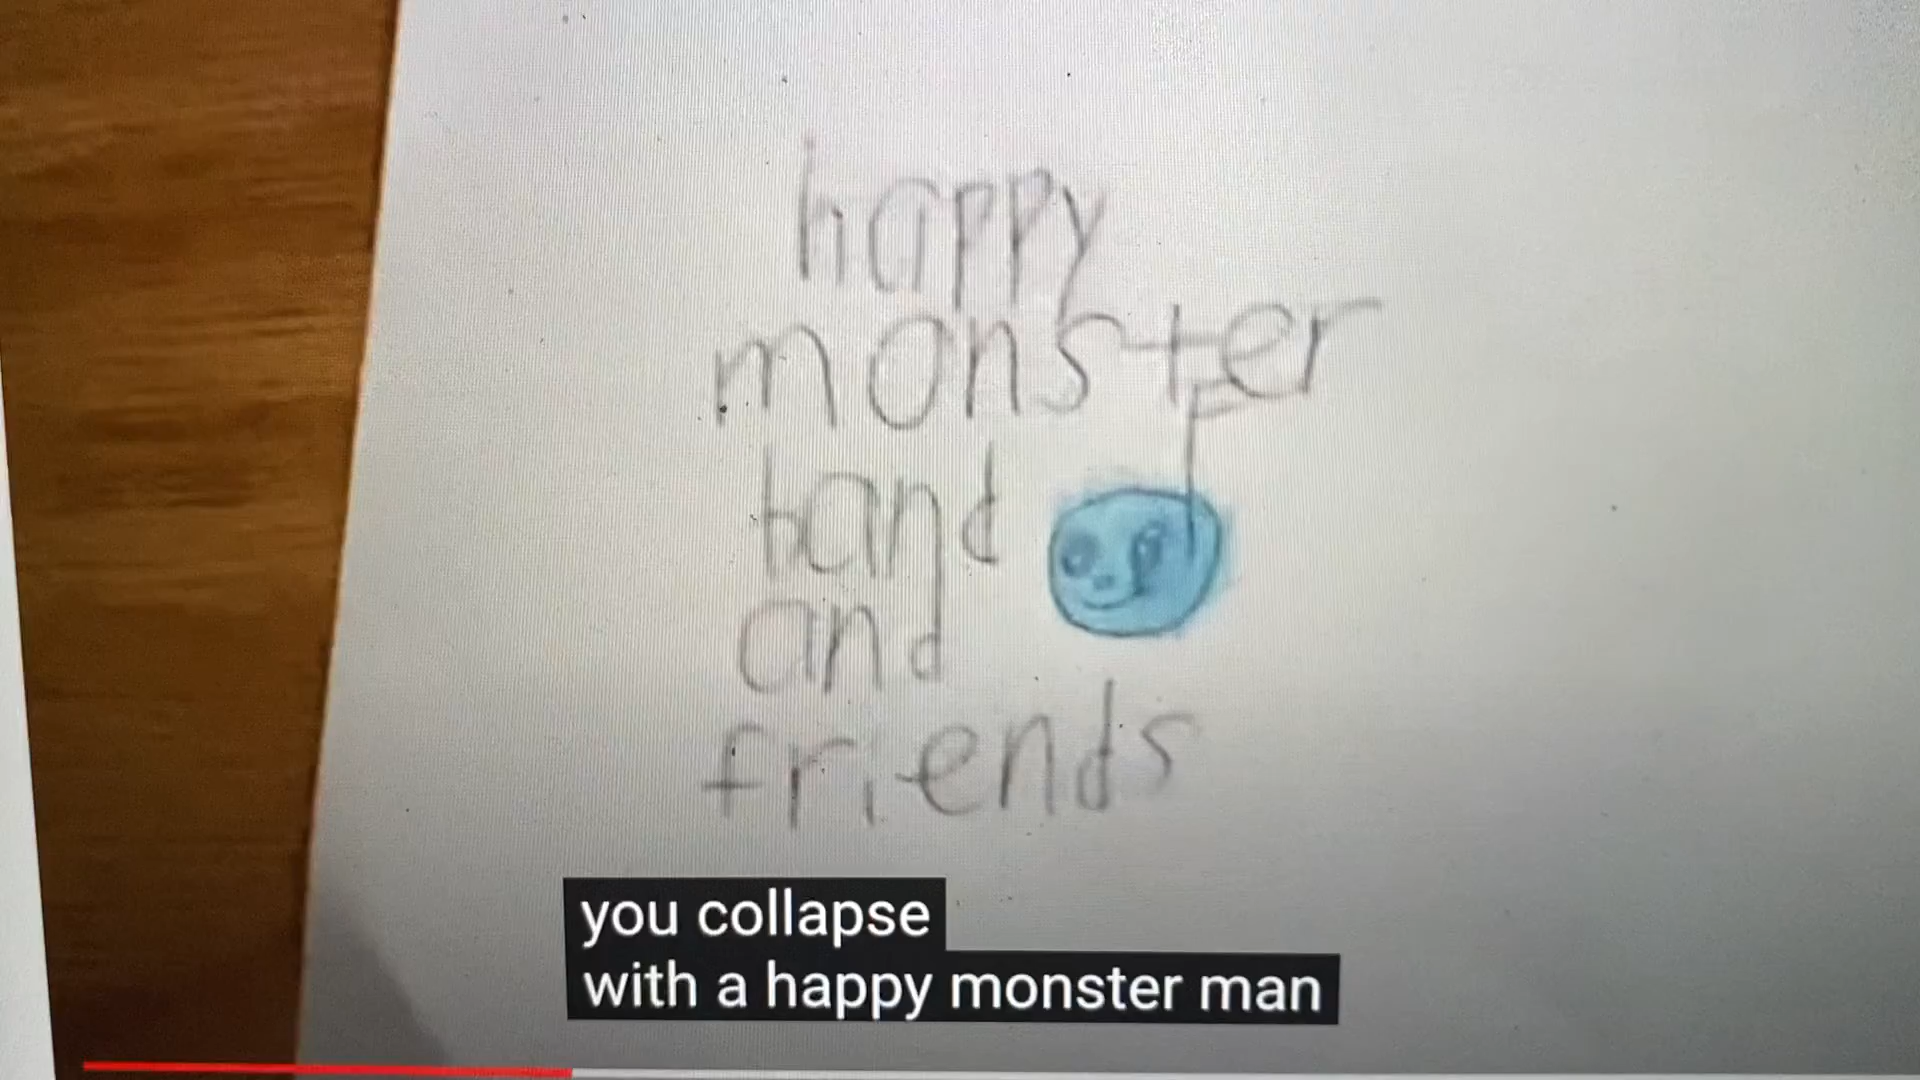 happy
monster
band
and
friends
you collapse
with a happy monster man